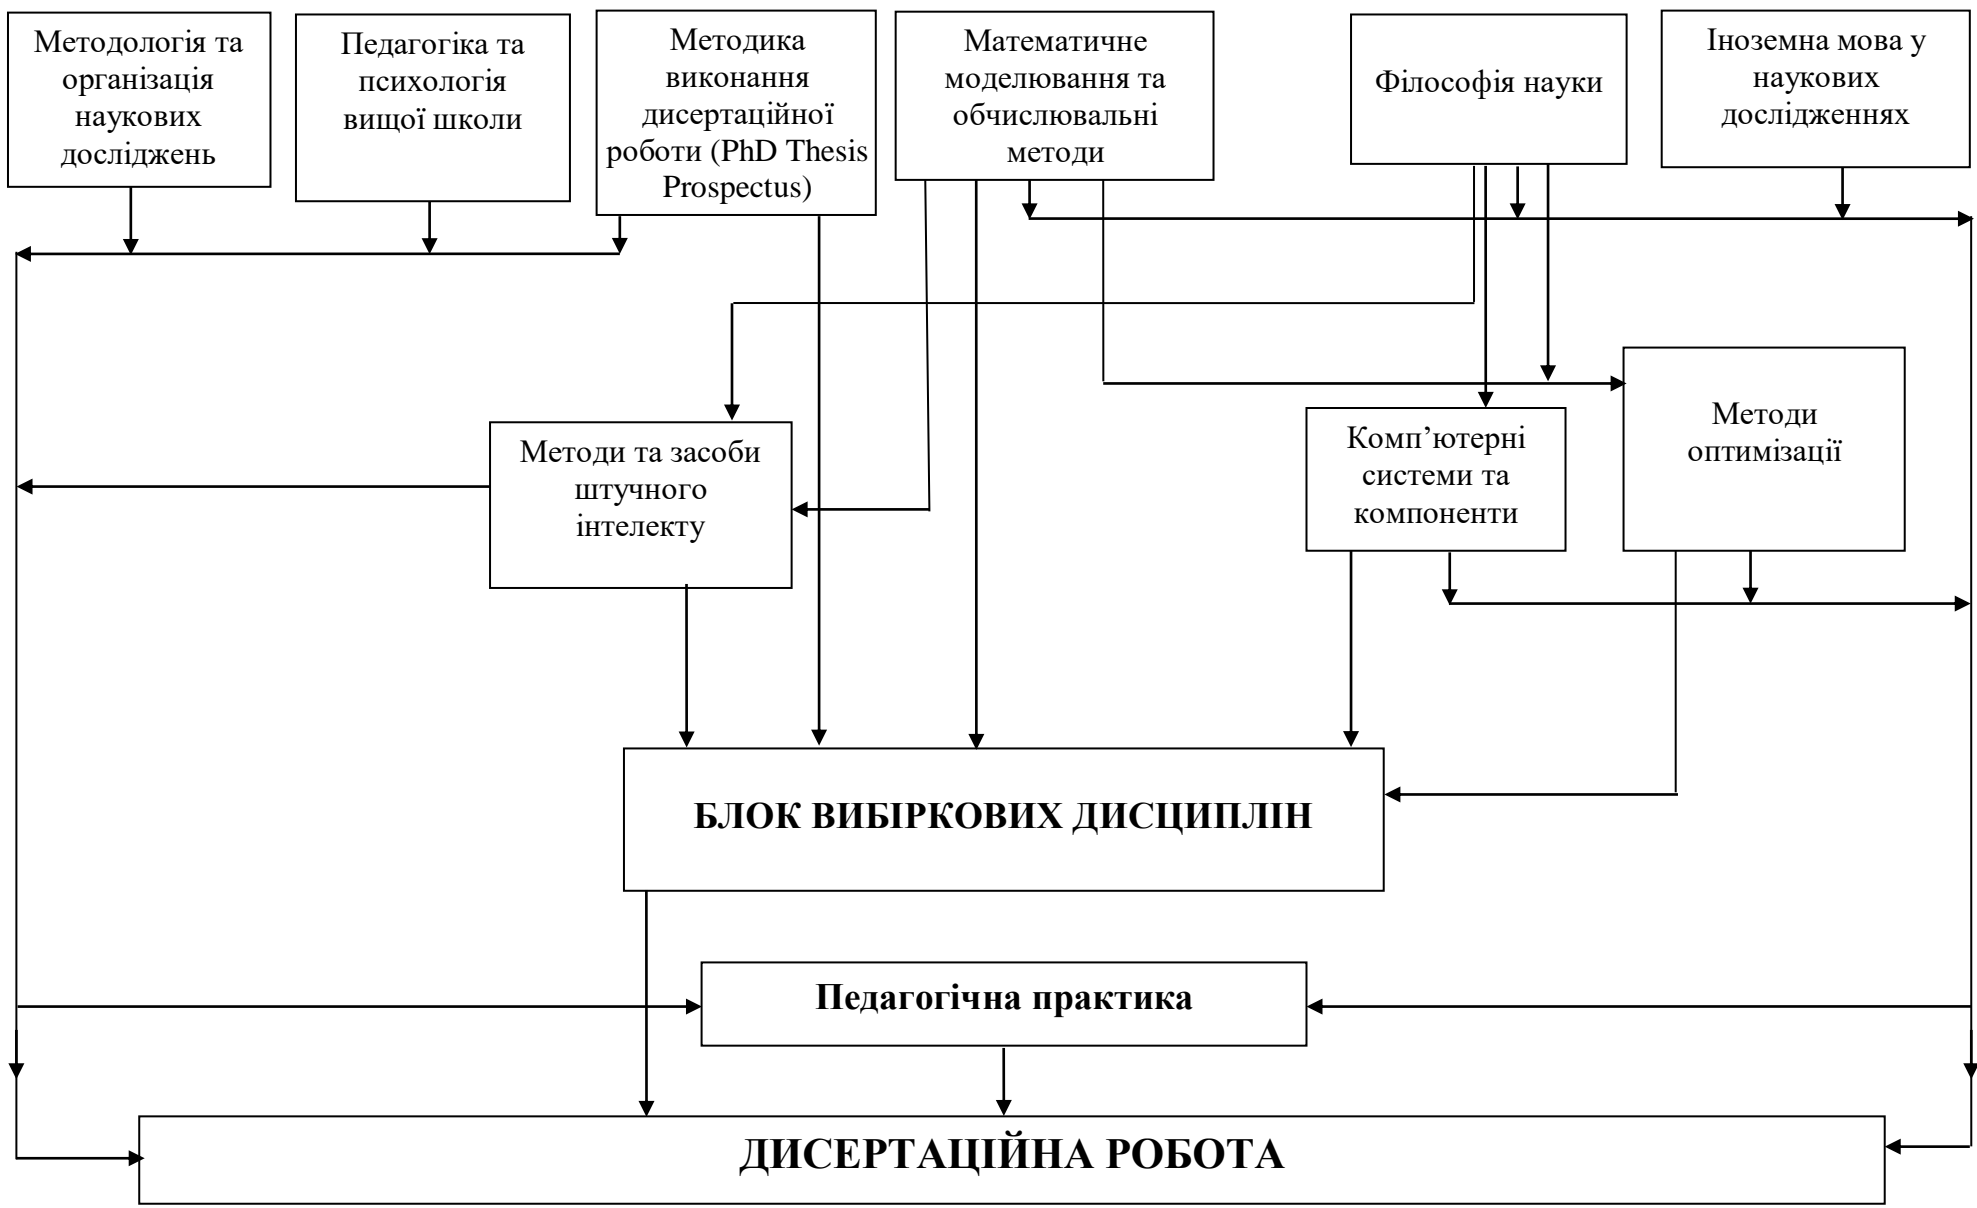 Методологія та
організація
наукових
досліджень
Педагогіка та
психологія
вищої школи
Методика
виконання
дисертаційної
роботи (PhD Thesis
Prospectus)
Математичне
моделювання та
обчислювальні
методи
Філософія науки
Іноземна мова у
наукових
дослідженнях
Методи та засоби
штучного
інтелекту
Комп’ютерні
системи та
компоненти
Методи
оптимізації
БЛОК ВИБІРКОВИХ ДИСЦИПЛІН
Педагогічна практика
ДИСЕРТАЦІЙНА РОБОТА